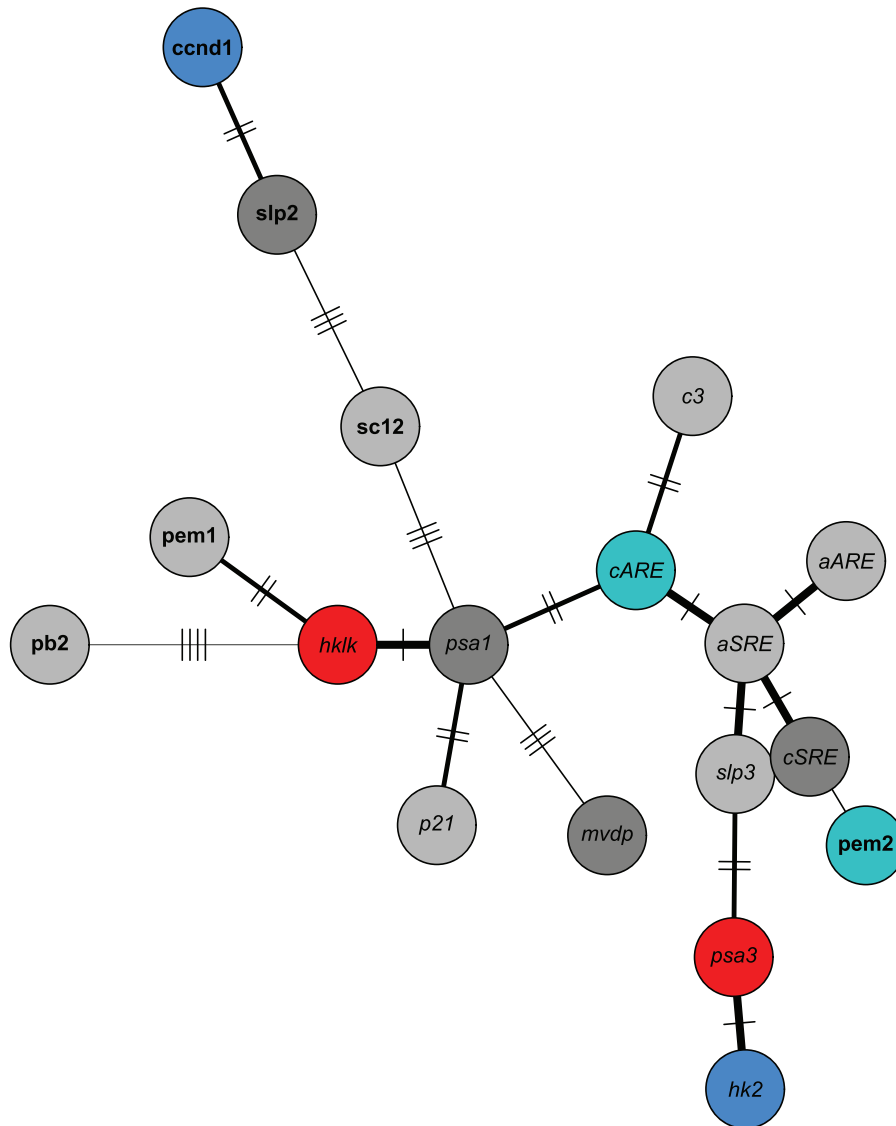 ccnd1
slp2
c3
sc12
pem1
aARE
cARE
pb2
hklk
psa1
aSRE
cSRE
slp3
p21
mvdp
pem2
psa3
hk2